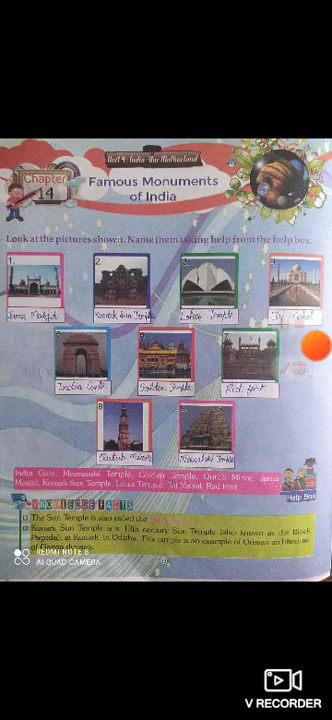 Unit 4 : India - Our Motherland
Chapter
14
Famous Monuments
of India
Look at the pictures shown. Name them taking help from the help box.
1.
2.
3.
4.
Jama Masjid
Konark Sun Temple
Lotus Temple
Taj Mahal
5.
6.
7.
India Gate
Golden Temple
Red fort
8.
9.
Qutub Minar
Meenakshi Temple
India Gate, Meenakshi Temple, Golden Temple, Qutub Minar, Jama
Masjid, Konark Sun Temple, Lotus Temple, Taj Mahal, Red Fort
Help Box
KNOWLEDGE FACTS
The Sun Temple is also called the
Konark Sun Temple is a 13th century Sun Temple (also known as the Black
Pagoda), at Konark, in Odisha. This temple is an example of Orissan architecture
of Ganga dynasty.
REDMI NOTE 8
AI QUAD CAMERA
V RECORDER